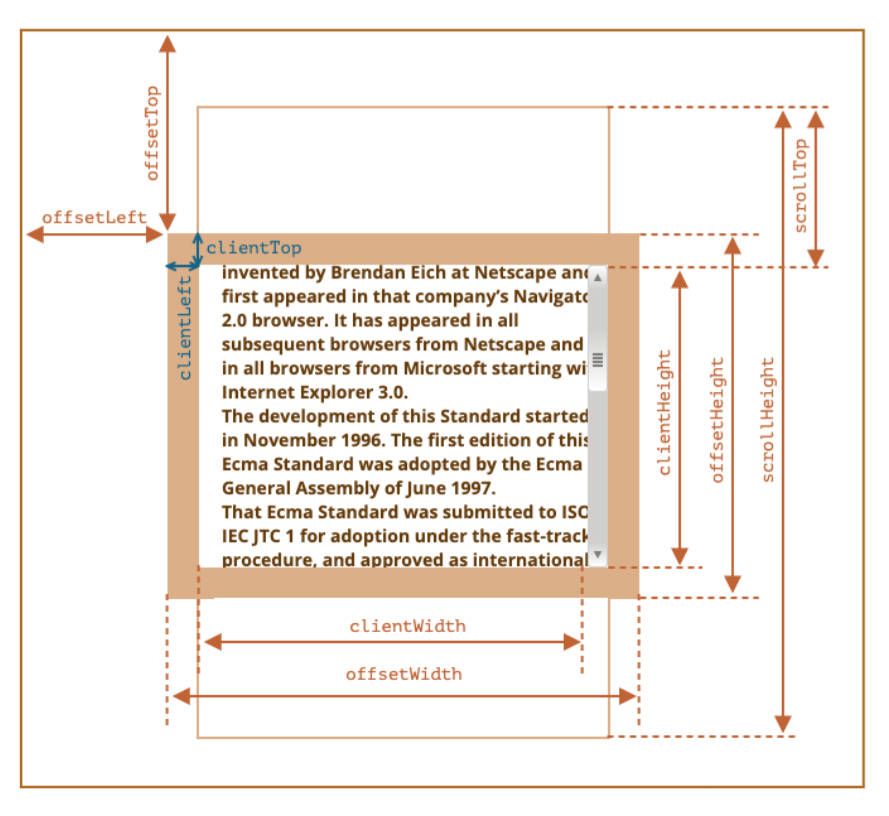 offsetTop
scrollTop
offsetLeft
clientTop
clientLeft
invented by Brendan Eich at Netscape and
first appeared in that company’s Navigato
2.0 browser. It has appeared in all
subsequent browsers from Netscape and
in all browsers from Microsoft starting wi
Internet Explorer 3.0.
The development of this Standard started
in November 1996. The first edition of this
Ecma Standard was adopted by the Ecma
General Assembly of June 1997.
That Ecma Standard was submitted to ISO
IEC JTC 1 for adoption under the fast-track
procedure, and approved as international
clientHeight
offsetHeight
scrollHeight
clientWidth
offsetWidth